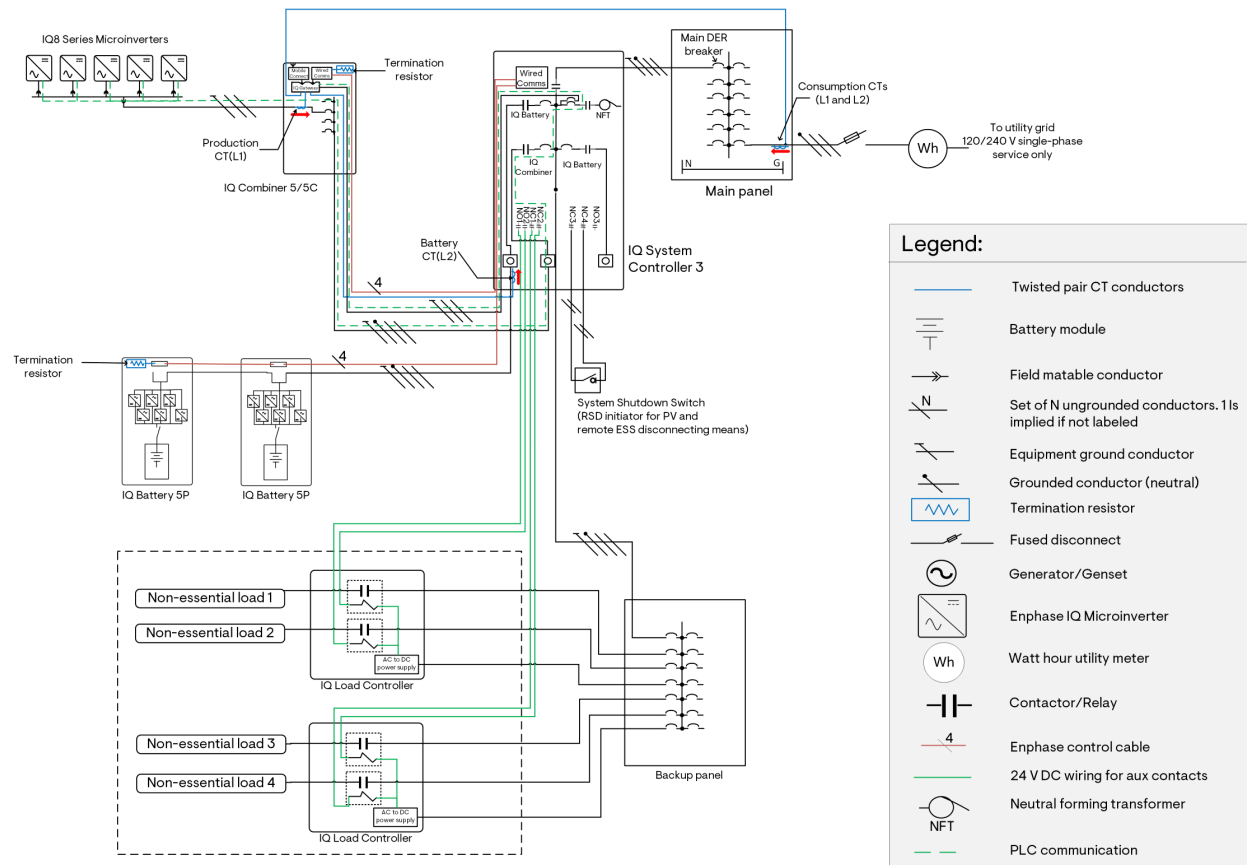 IQ8 Series Microinverters
Mobile
Connect
Wired
Comms
IQ Gateway
Termination
resistor
Production
CT(L1)
IQ Combiner 5/5C
Wired
Comms
IQ Battery
NFT
IQ
Combiner
IQ Battery
NO1
NO2
NC1
NC2
NC3
NC4
NO3
IQ System
Controller 3
Battery
CT(L2)
Main DER
breaker
N
G
Main panel
Consumption CTs
(L1 and L2)
Wh
To utility grid
120/240 V single-phase
service only
4
4
Termination
resistor
IQ Battery 5P
IQ Battery 5P
System Shutdown Switch
(RSD initiator for PV and
remote ESS disconnecting means)
Non-essential load 1
Non-essential load 2
AC to DC
power supply
IQ Load Controller
Non-essential load 3
Non-essential load 4
AC to DC
power supply
IQ Load Controller
Backup panel
Legend:
Twisted pair CT conductors
Battery module
Field matable conductor
N
Set of N ungrounded conductors. 1 Is
implied if not labeled
Equipment ground conductor
Grounded conductor (neutral)
Termination resistor
Fused disconnect
Generator/Genset
Enphase IQ Microinverter
Wh
Watt hour utility meter
Contactor/Relay
4
Enphase control cable
24 V DC wiring for aux contacts
NFT
Neutral forming transformer
PLC communication